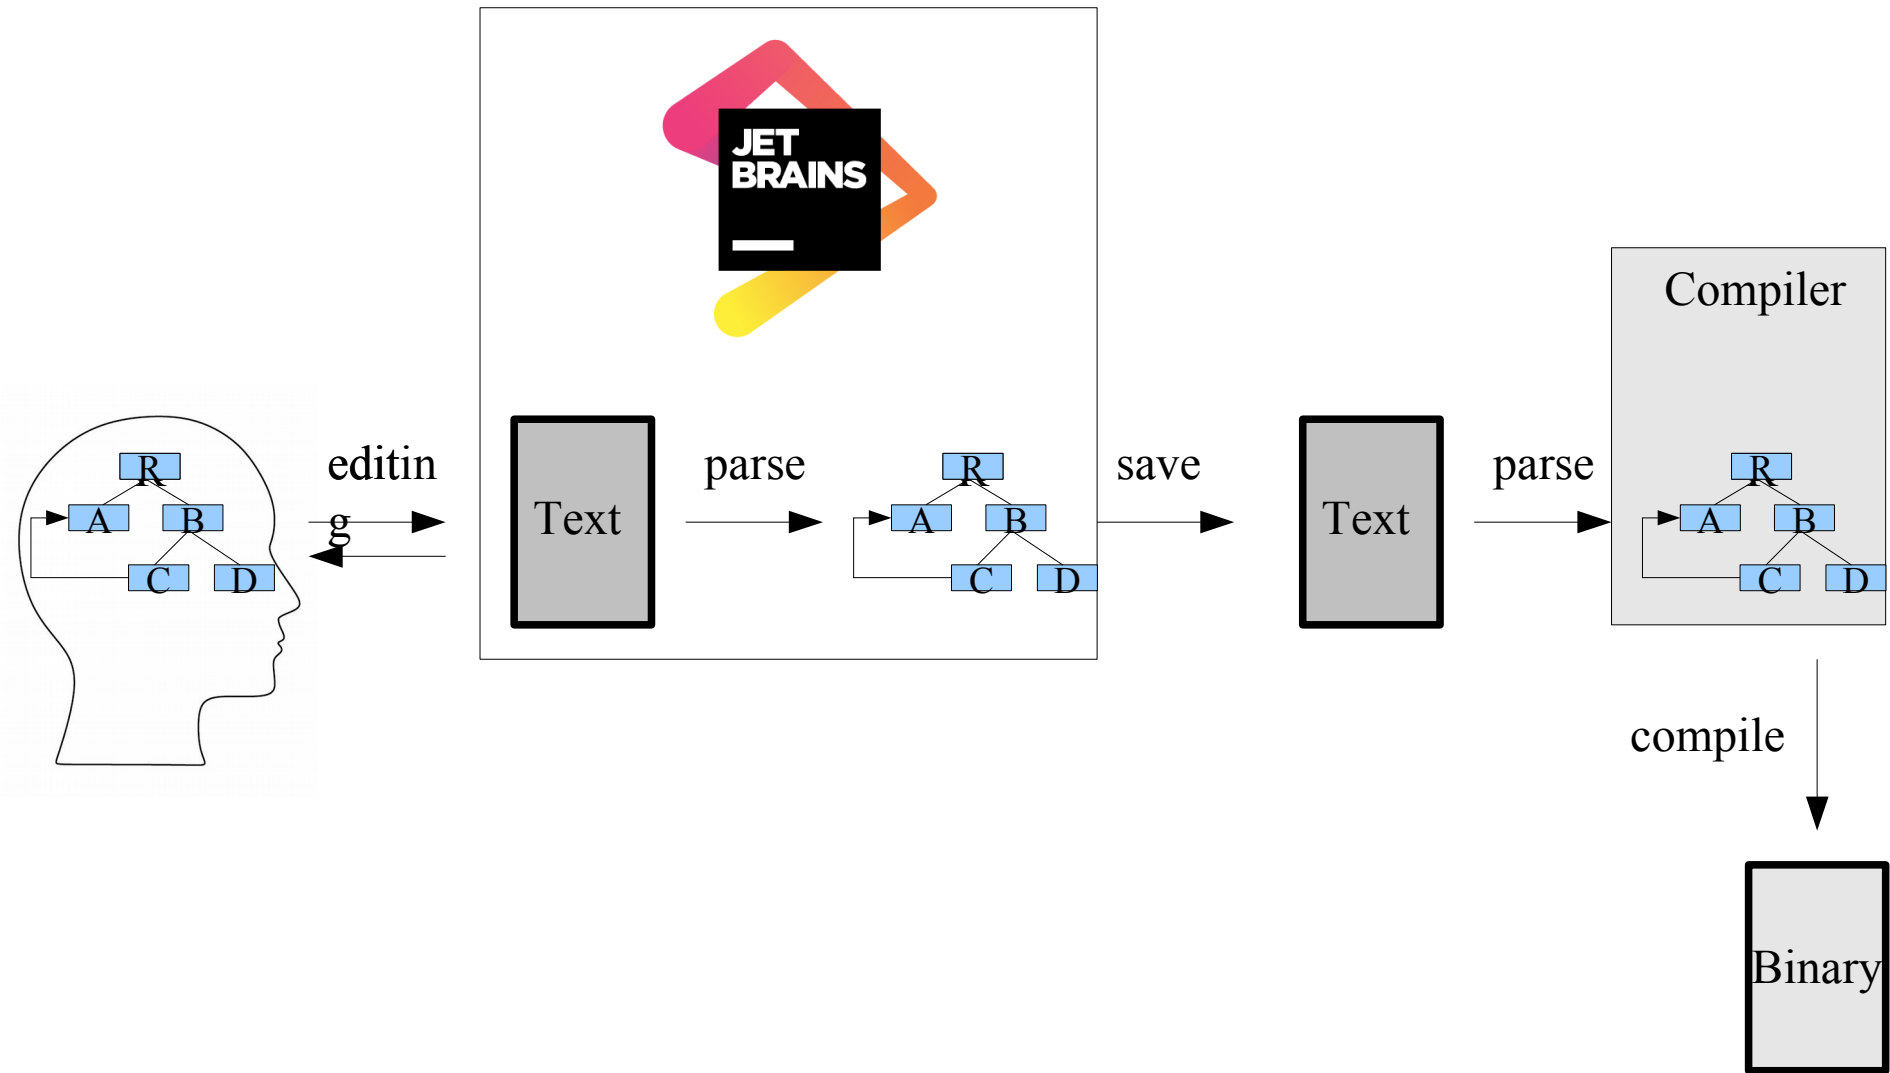 JET
BRAINS
Compiler
R
A
B
C
D
editin
g
Text
parse
R
A
B
C
D
save
Text
parse
R
A
B
C
D
compile
Binary